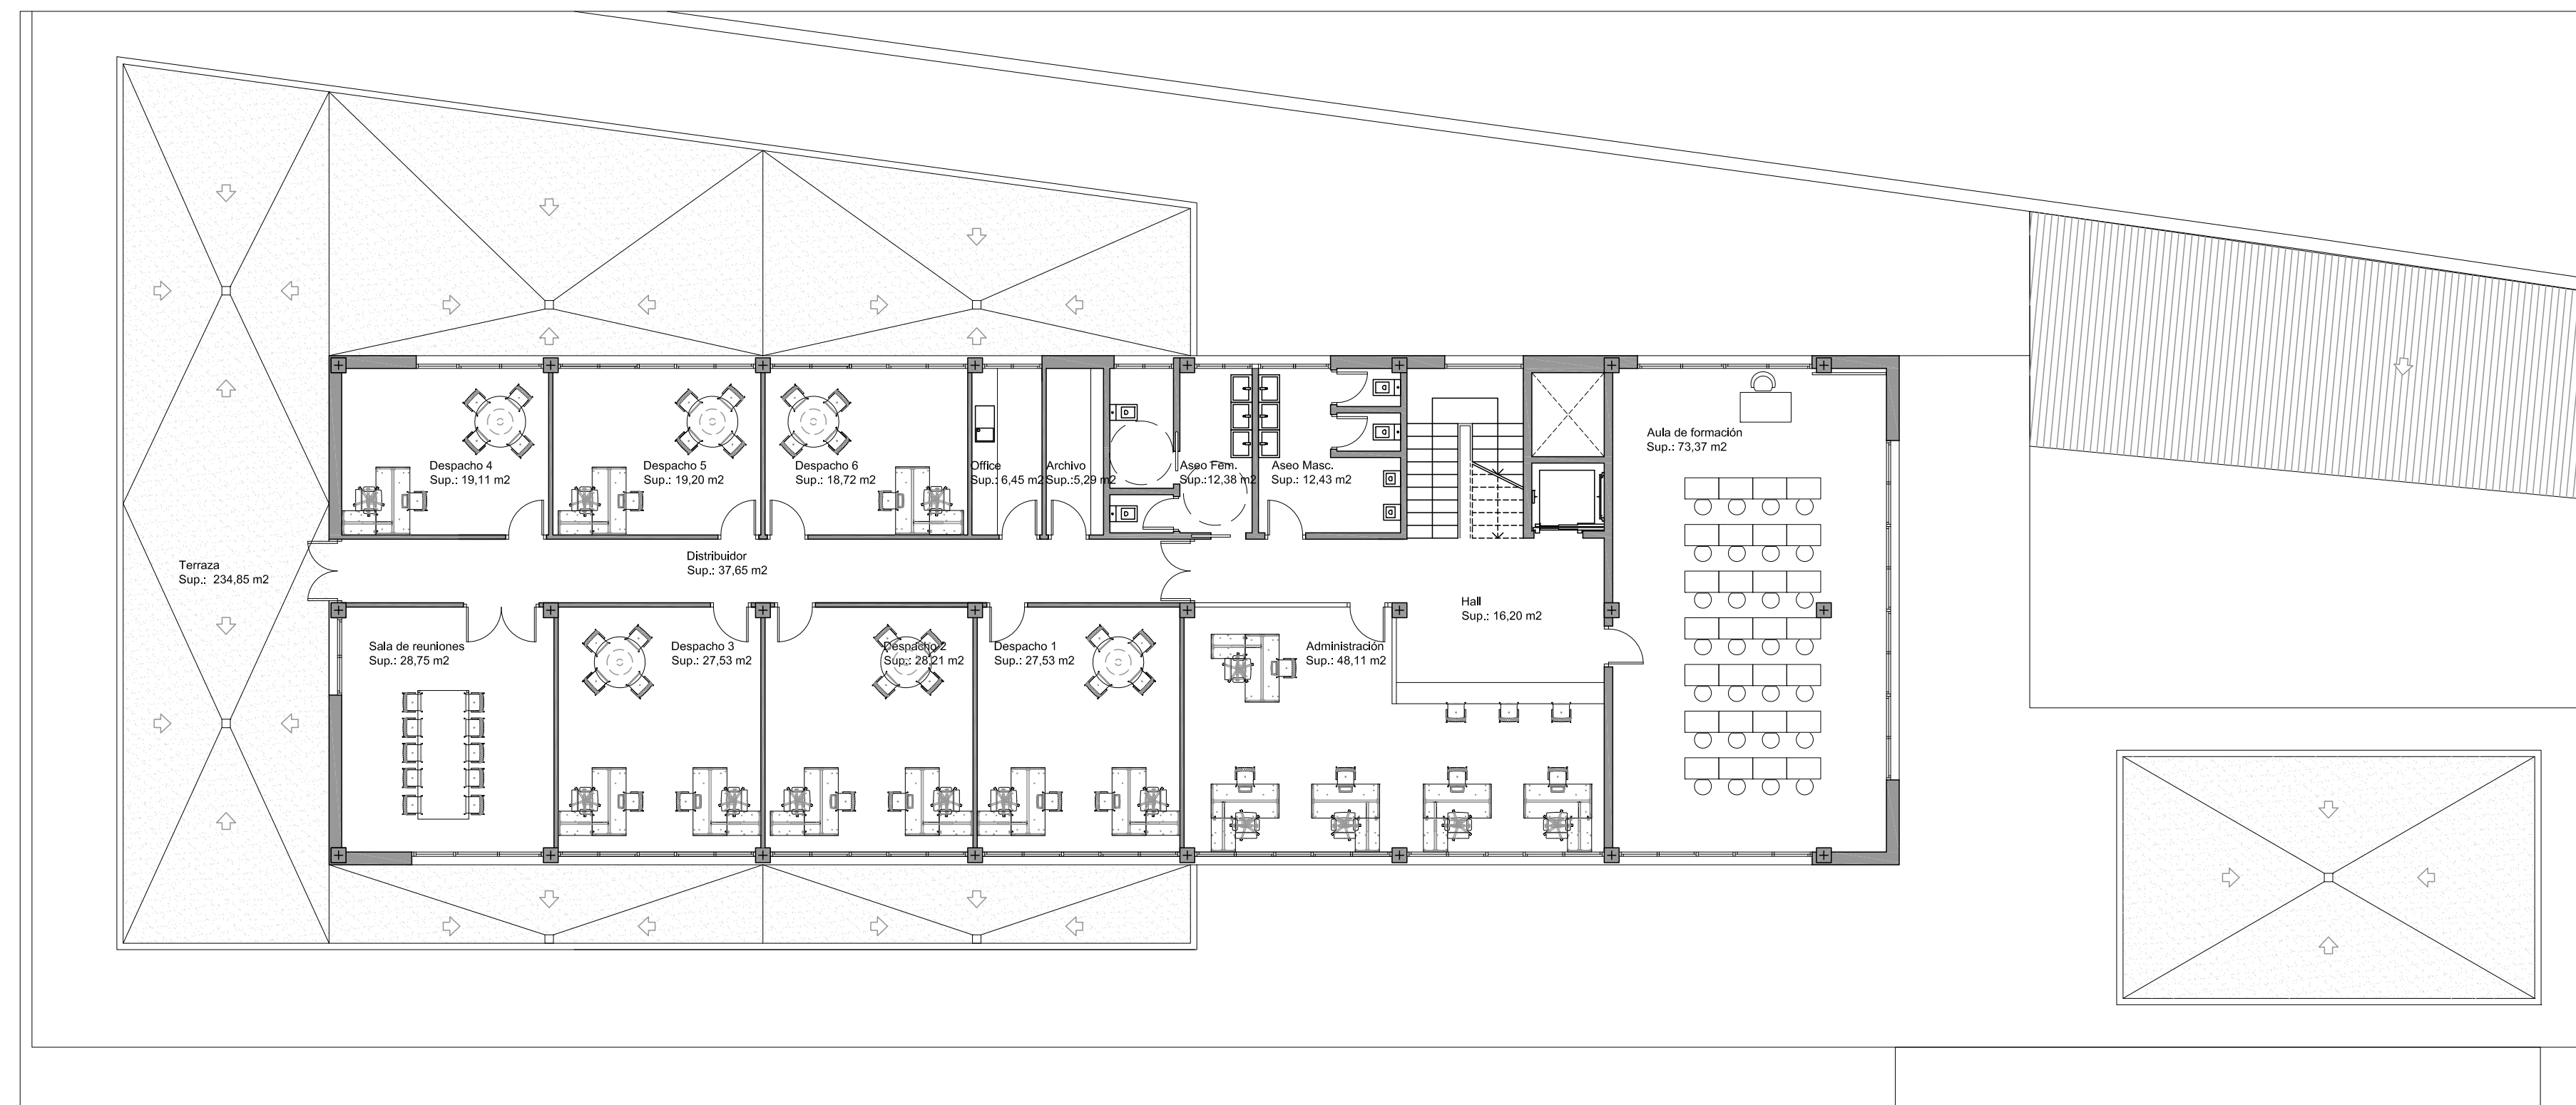 Aula de formación
Sup.: 73,37 m2
Despacho 4
Sup.: 19,11 m2
Despacho 5
Sup.: 19,20 m2
Despacho 6
Sup.: 18,72 m2
Office
Sup.: 6,45 m2
Archivo
Sup.:5,29 m2
Aseo Fem.
Sup.:12,38 m2
Aseo Masc.
Sup.: 12,43 m2
Terraza
Sup.: 234,85 m2
Distribuidor
Sup.: 37,65 m2
Hall
Sup.: 16,20 m2
Sala de reuniones
Sup.: 28,75 m2
Despacho 3
Sup.: 27,53 m2
Despacho 2
Sup.: 28,21 m2
Despacho 1
Sup.: 27,53 m2
Administración
Sup.: 48,11 m2